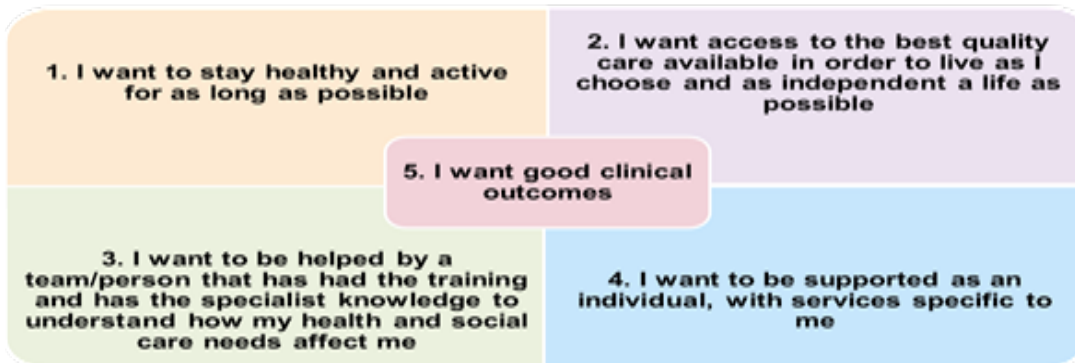 1. I want to stay healthy and active
for as long as possible
2. I want access to the best quality
care available in order to live as I
choose and as independent a life as
possible
3. I want to be helped by a
team/person that has had the training
and has the specialist knowledge to
understand how my health and social
care needs affect me
4. I want to be supported as an
individual, with services specific to
me
5. I want good clinical
outcomes